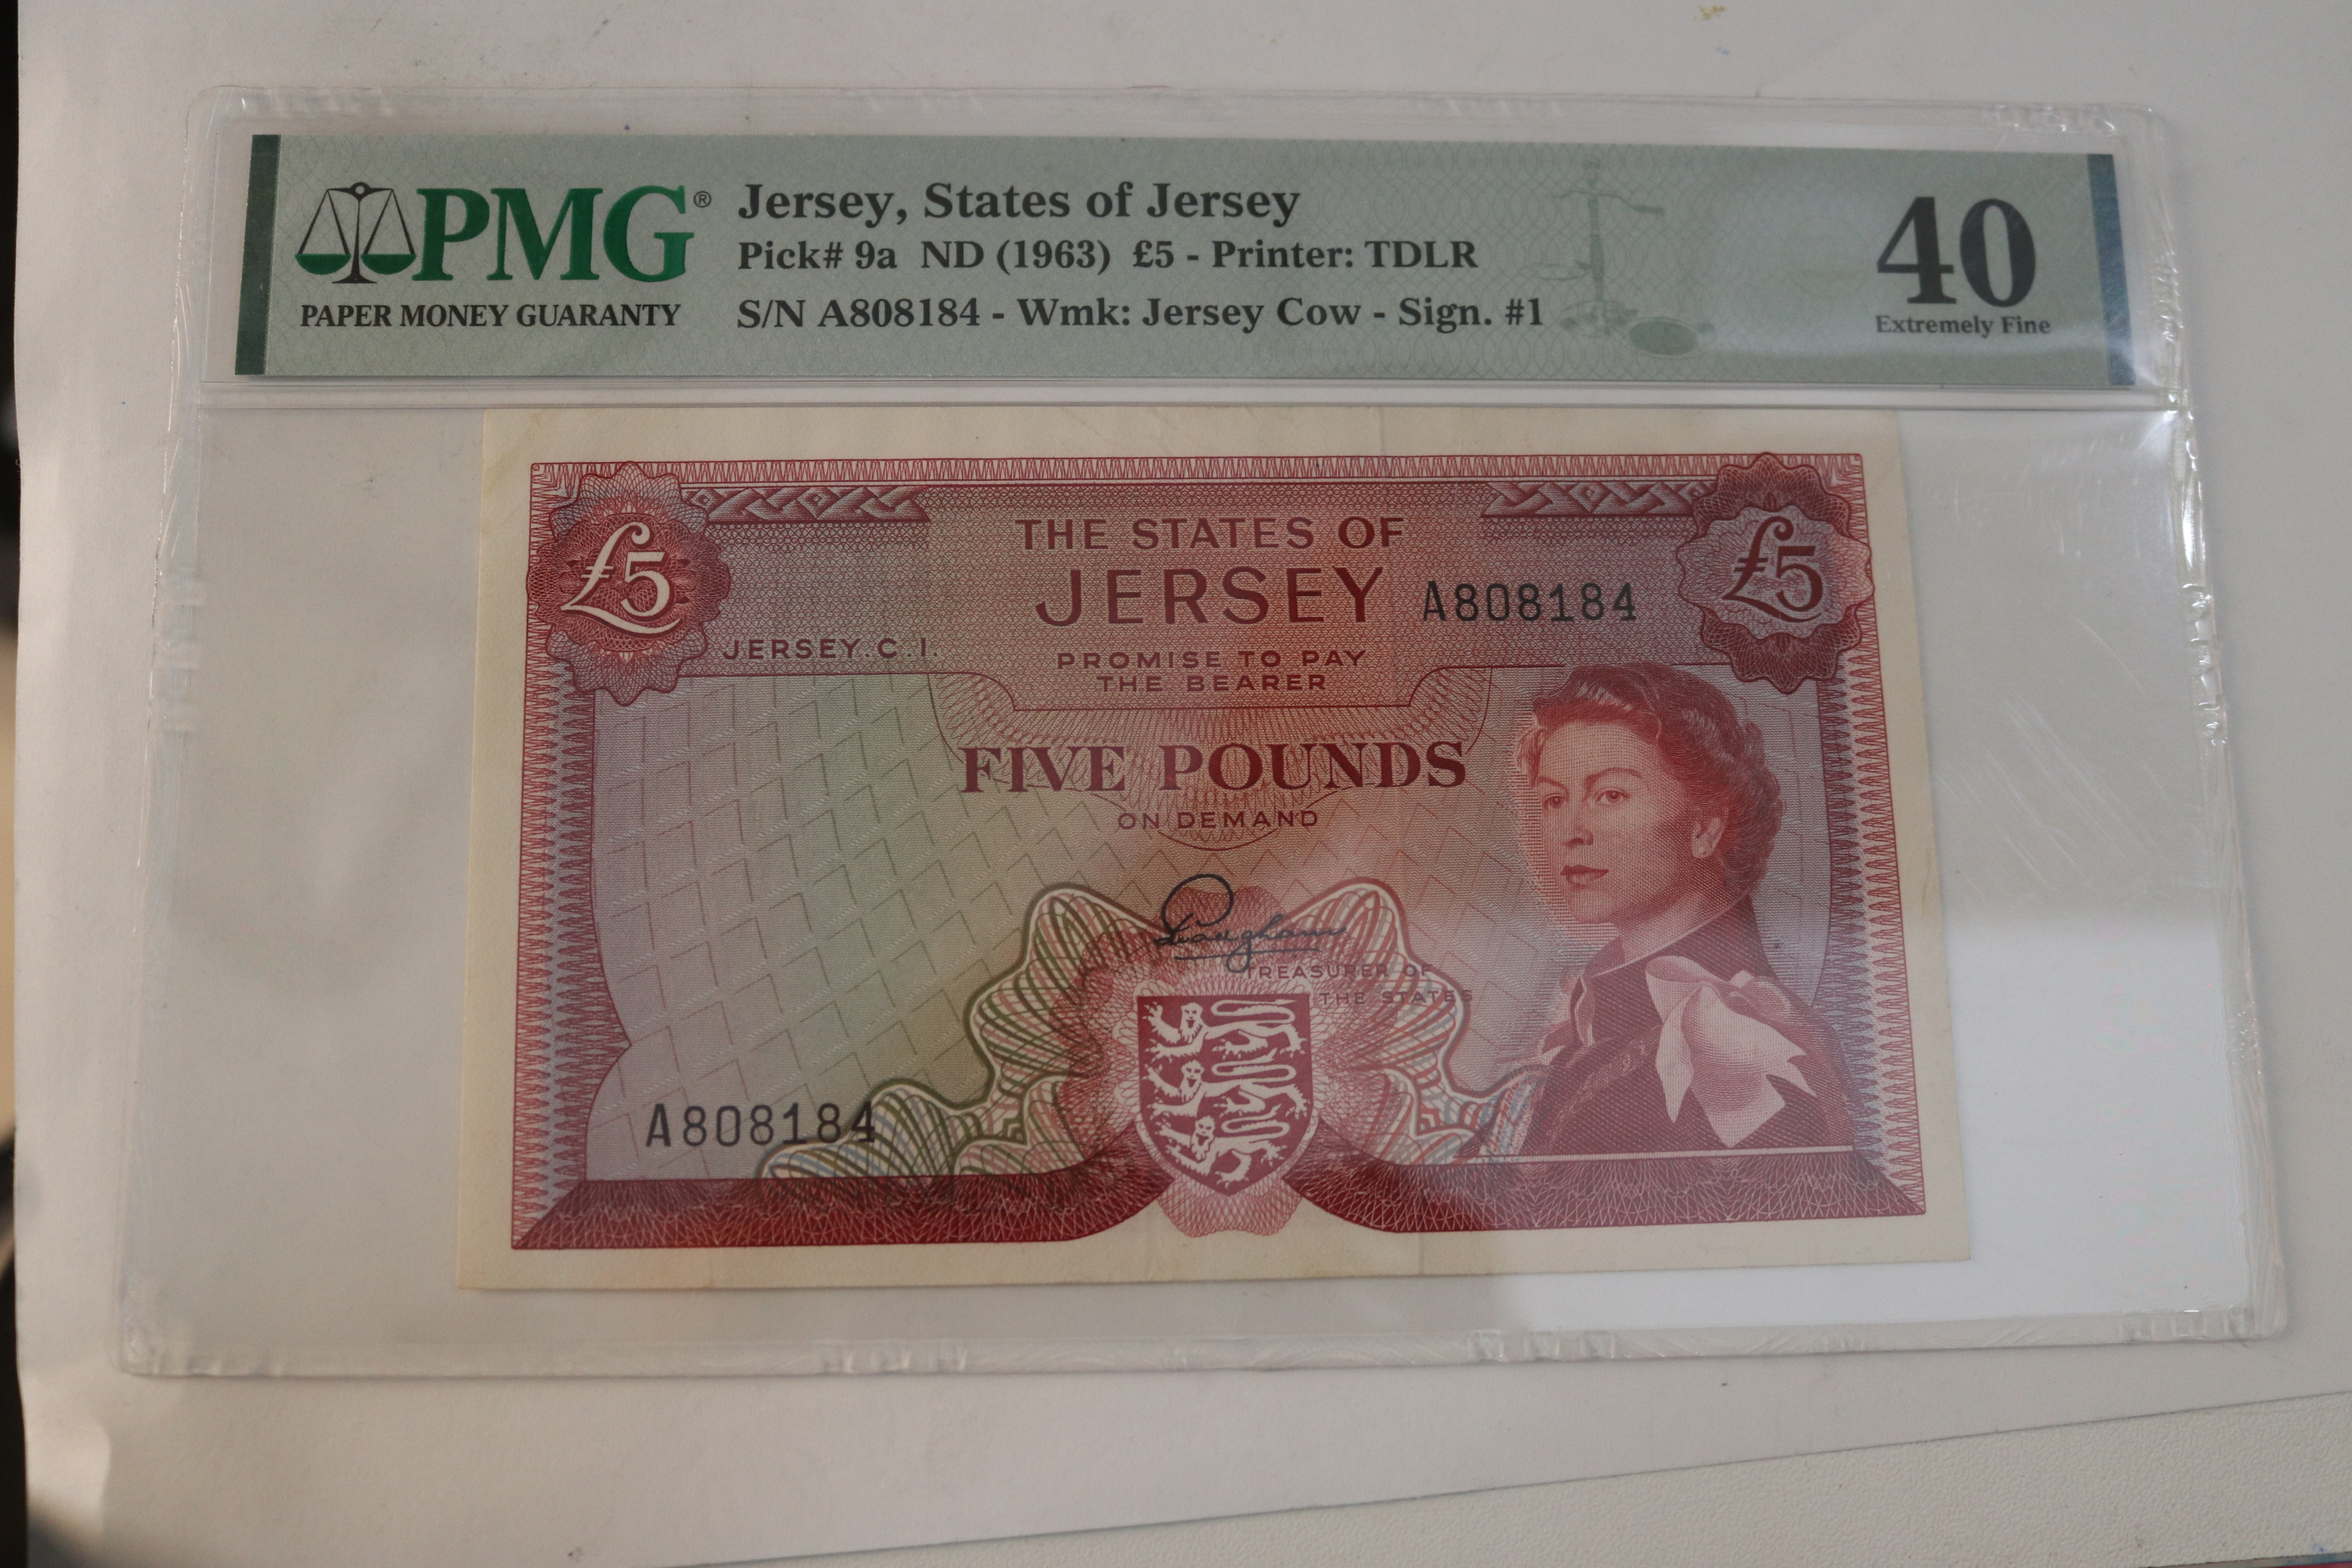 PMG®
PAPER MONEY GUARANTY
Jersey, States of Jersey
Pick# 9a ND (1963) £5 - Printer: TDLR
S/N A808184 - Wmk: Jersey Cow - Sign. #1
40
Extremely Fine
£5
£5
THE STATES OF
JERSEY
A808184
JERSEY.C.I.
PROMISE TO PAY
THE BEARER
FIVE POUNDS
ON DEMAND
TREASURER OF
THE STATES
A808184